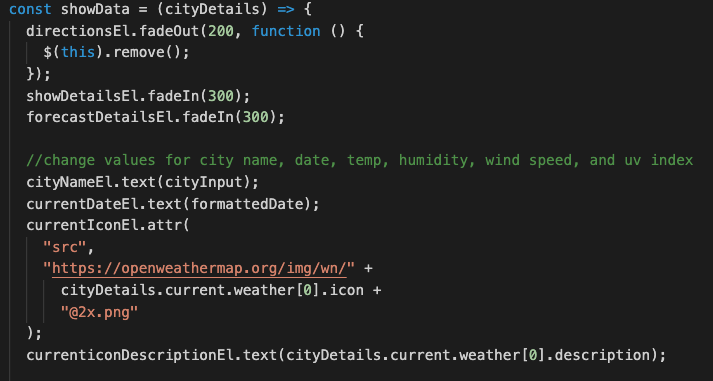 const showData = (cityDetails) => {
directionsEl.fadeOut(200, function () {
$(this).remove();
});
showDetailsEl.fadeIn(300);
forecastDetailsEl.fadeIn(300);
//change values for city name, date, temp, humidity, wind speed, and uv index
cityNameEl.text(cityInput);
currentDateEl.text(formattedDate);
currentIconEl.attr(
"src",
"https://openweathermap.org/img/wn/" +
cityDetails.current.weather[0].icon +
"@2x.png"
);
currenticonDescriptionEl.text(cityDetails.current.weather[0].description);